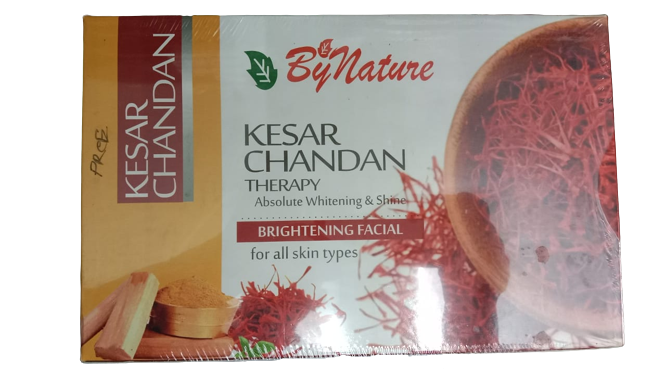 KESAR
CHANDAN
ByNature
KESAR
CHANDAN
THERAPY
Absolute Whitening & Shine
BRIGHTENING FACIAL
for all skin types